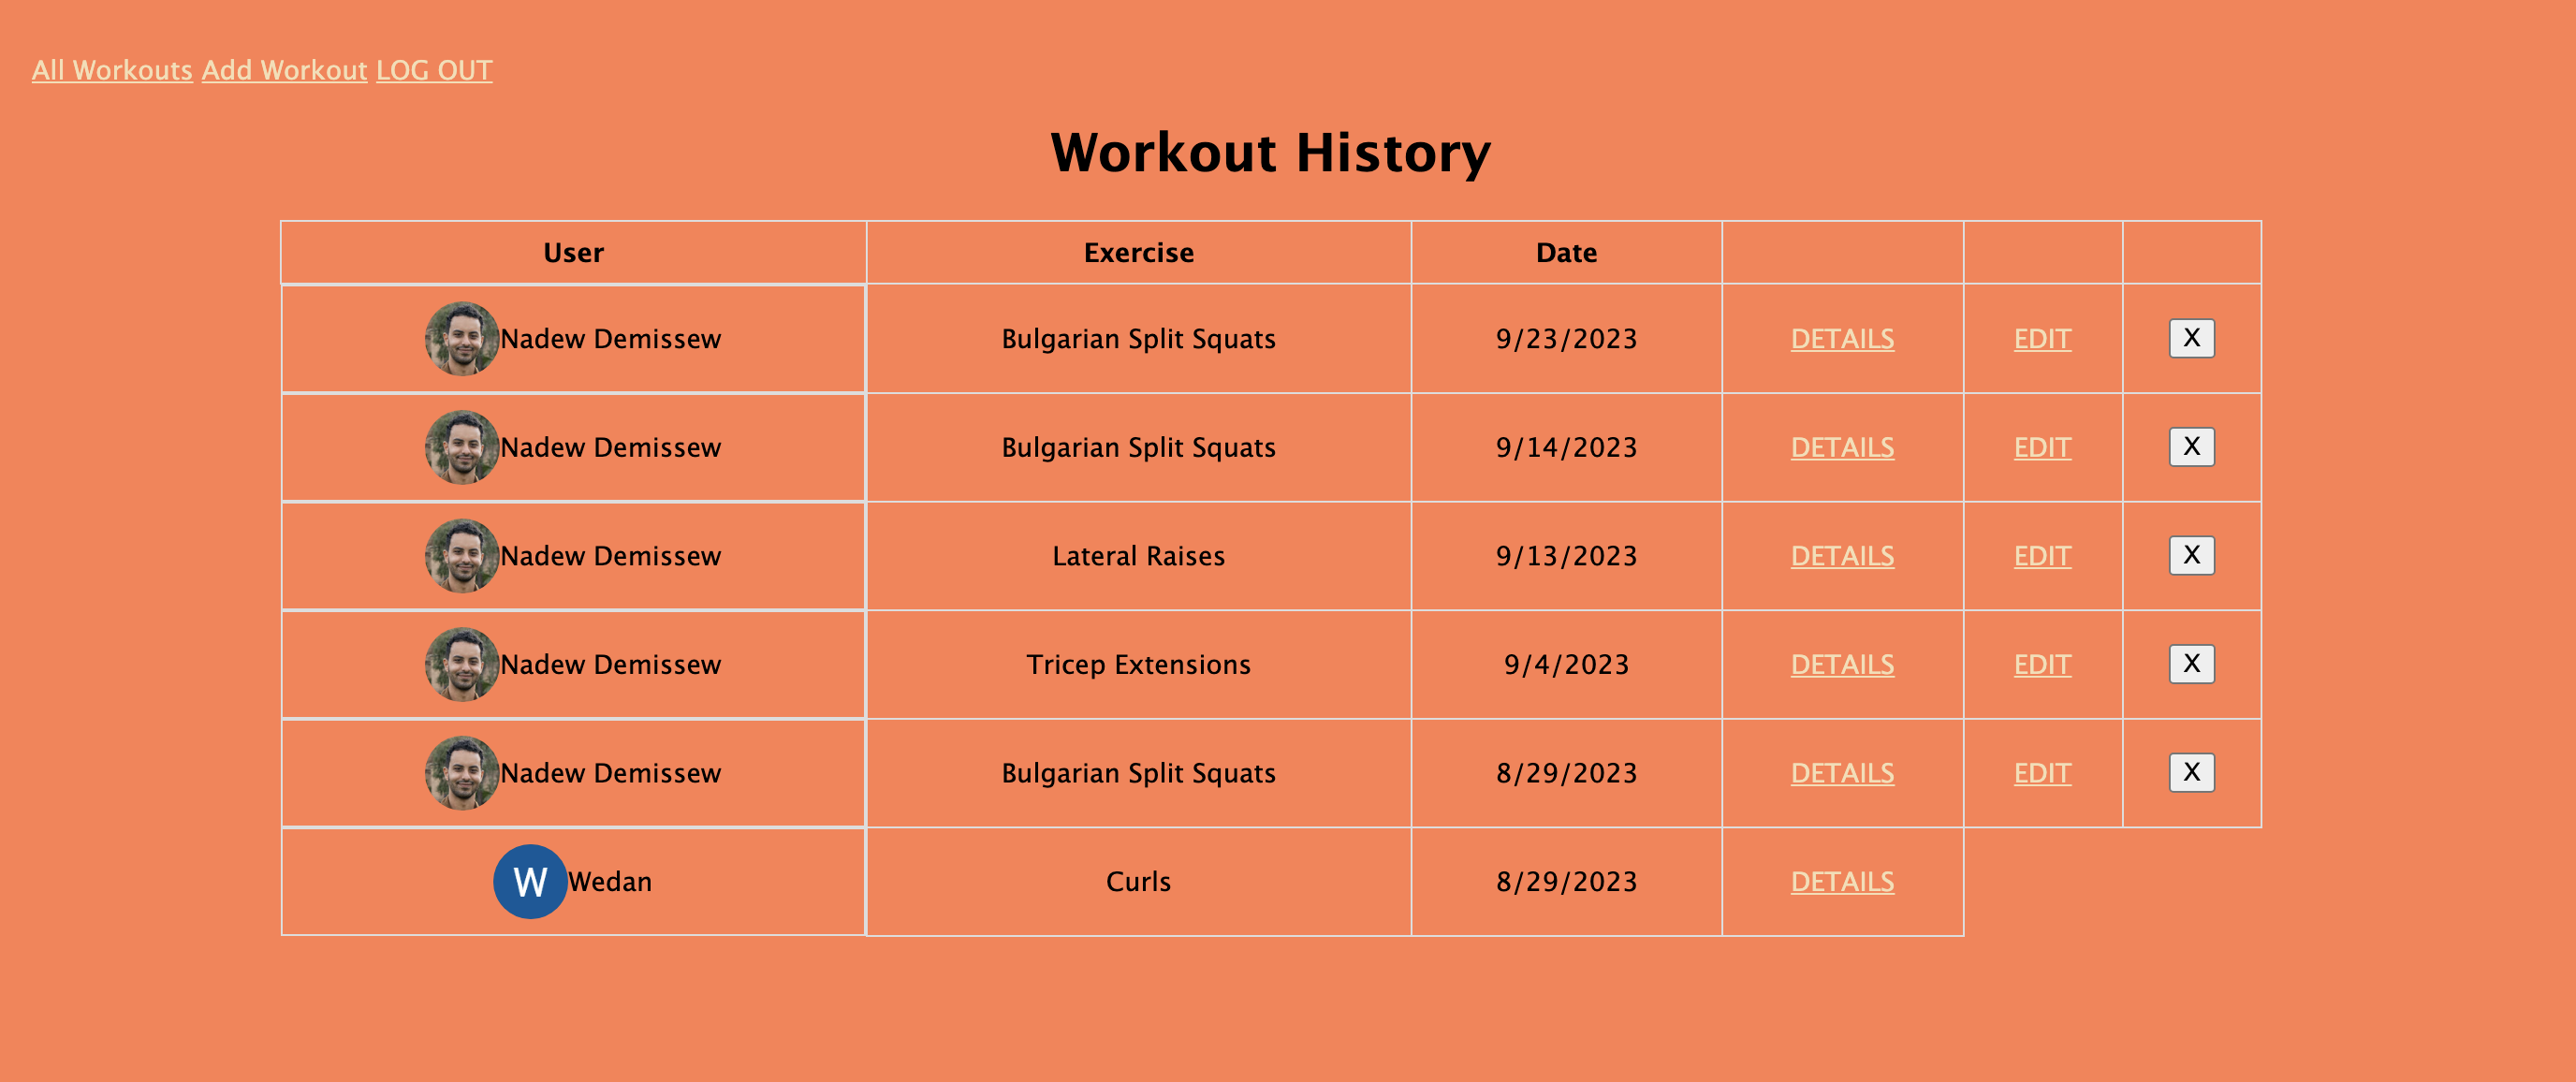 All Workouts Add Workout LOG OUT
Workout History
User Exercise Date
Nadew Demissew Bulgarian Split Squats 9/23/2023 DETAILS EDIT X
Nadew Demissew Bulgarian Split Squats 9/14/2023 DETAILS EDIT X
Nadew Demissew Lateral Raises 9/13/2023 DETAILS EDIT X
Nadew Demissew Tricep Extensions 9/4/2023 DETAILS EDIT X
Nadew Demissew Bulgarian Split Squats 8/29/2023 DETAILS EDIT X
W Wedan Curls 8/29/2023 DETAILS